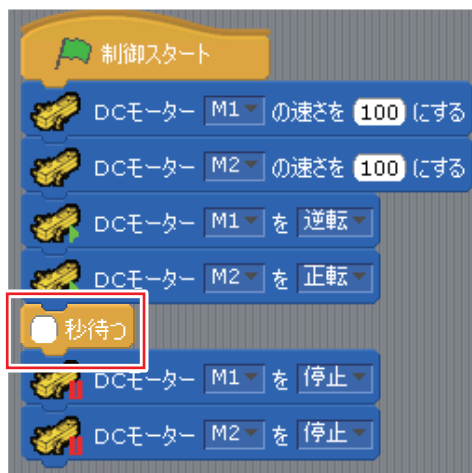 制御スタート
DCモーター M1 の速さを 100 にする
DCモーター M2 の速さを 100 にする
DCモーター M1 を 逆転
DCモーター M2 を 正転
秒待つ
DCモーター M1 を 停止
DCモーター M2 を 停止